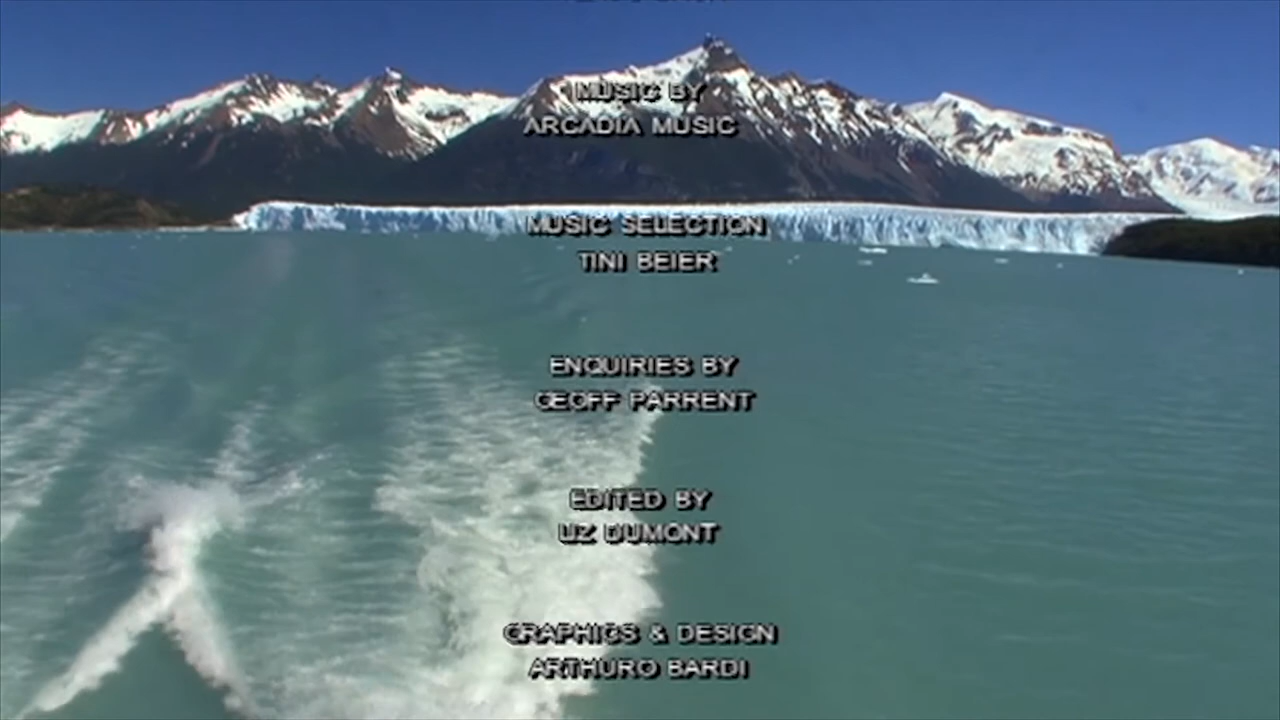 MUSIC BY
ARCADIA MUSIC
MUSIC SELECTION
TINI BEIER
ENQUIRIES BY
GEOFF PARRENT
EDITED BY
UZ DUMONT
GRAPHICS & DESIGN
ARTHURO BARDI